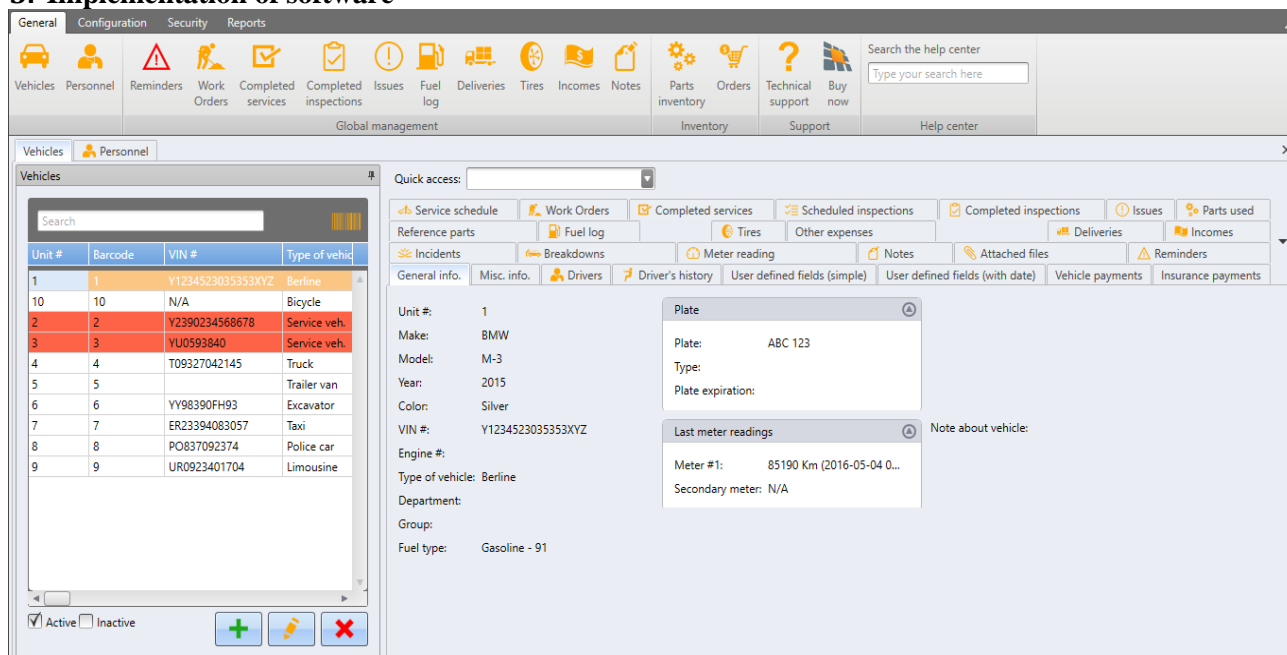 3. Implementation of software
General Configuration Security Reports
Vehicles Personnel Reminders Work Orders Completed services Completed inspections Issues Fuel log Deliveries Tires Incomes Notes Parts inventory Orders Technical support Buy now
Search the help center
Type your search here
Global management Inventory Support Help center
Vehicles Personnel
Vehicles
Search
Unit # Barcode VIN # Type of vehic
1 1 Y1234523035353XYZ Berline
10 10 N/A Bicycle
2 2 Y2390234568678 Service veh.
3 3 YU0593840 Service veh.
4 4 T09327042145 Truck
5 5 Trailer van
6 6 YY98390FH93 Excavator
7 7 ER23394083057 Taxi
8 8 PO837092374 Police car
9 9 UR0923401704 Limousine
Active Inactive
Quick access:
Service schedule Work Orders Completed services Scheduled inspections Completed inspections Issues Parts used
Reference parts Fuel log Tires Other expenses Deliveries Incomes
Incidents Breakdowns Meter reading Notes Attached files Reminders
General info. Misc. info. Drivers Driver's history User defined fields (simple) User defined fields (with date) Vehicle payments Insurance payments
Unit #: 1
Make: BMW
Model: M-3
Year: 2015
Color: Silver
VIN #: Y1234523035353XYZ
Engine #:
Type of vehicle: Berline
Department:
Group:
Fuel type: Gasoline - 91
Plate
Plate: ABC 123
Type:
Plate expiration:
Last meter readings
Meter #1: 85190 Km (2016-05-04 0...
Secondary meter: N/A
Note about vehicle: